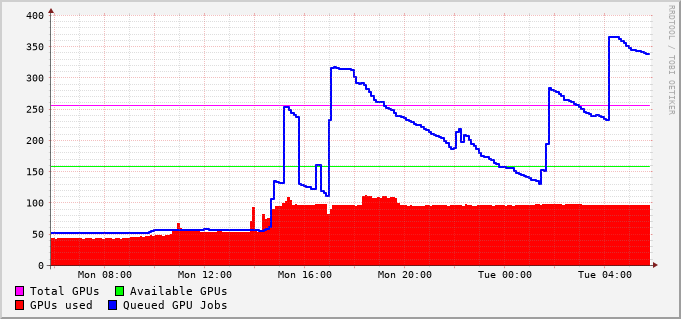 400
350
300
250
200
150
100
50
0
Mon 08:00 Mon 12:00 Mon 16:00 Mon 20:00 Tue 00:00 Tue 04:00
Total GPUs Available GPUs
GPUs used Queued GPU Jobs
RRDTOOL / TOBI OETIKER